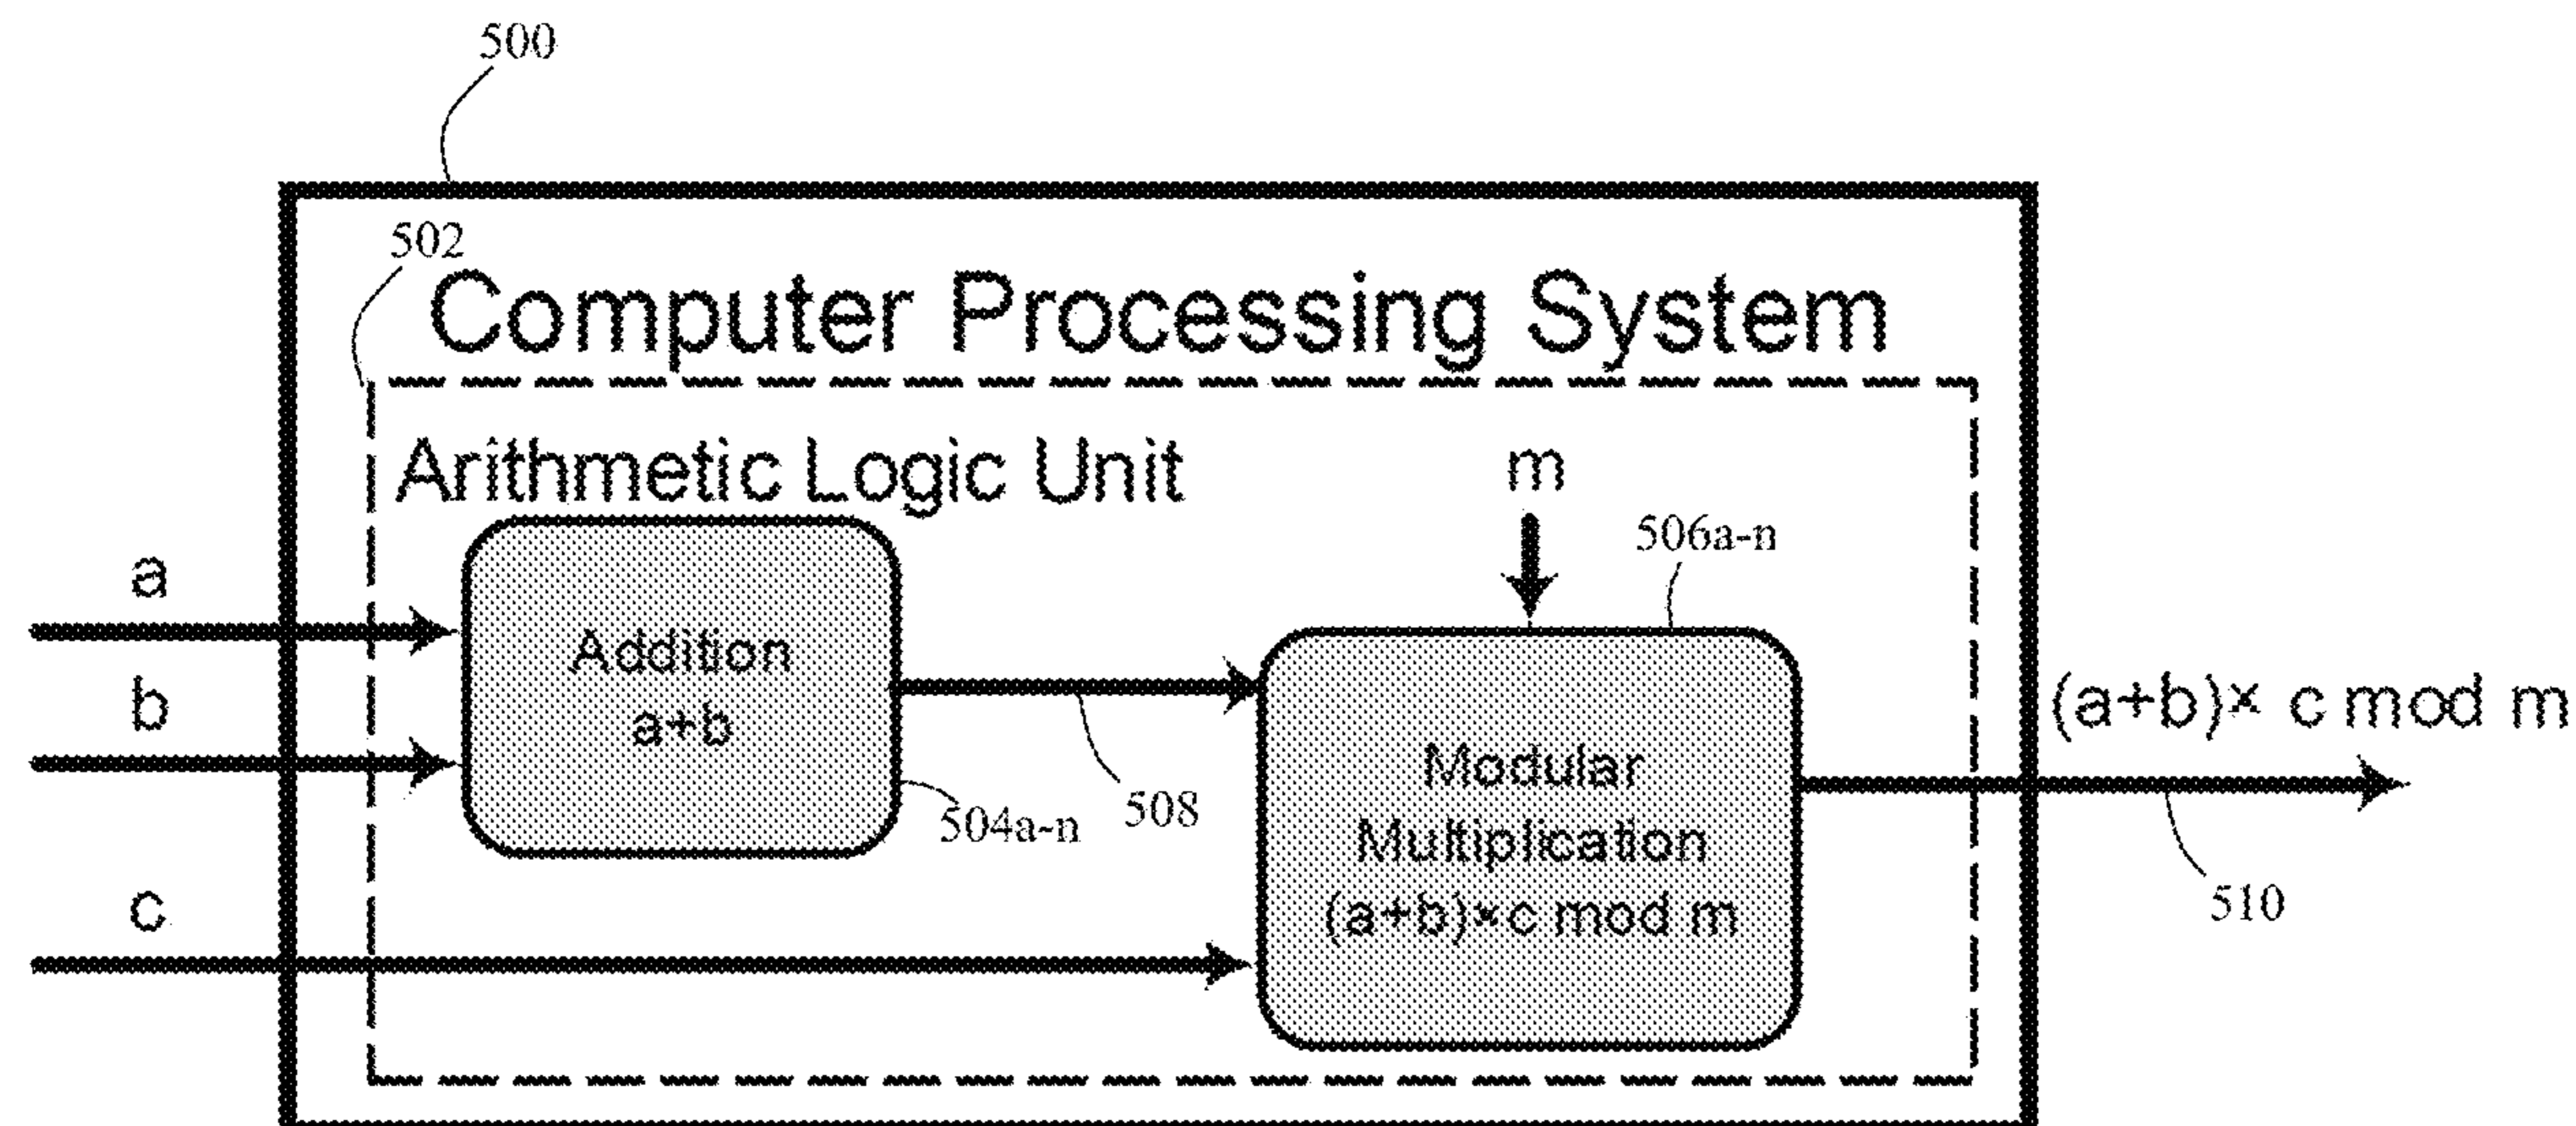 500
502
Computer Processing System
Arithmetic Logic Unit
m
506a-n
a
Addition
a+b
b
504a-n
508
Modular
Multiplication
(a+b)×c mod m
(a+b)× c mod m
c
510